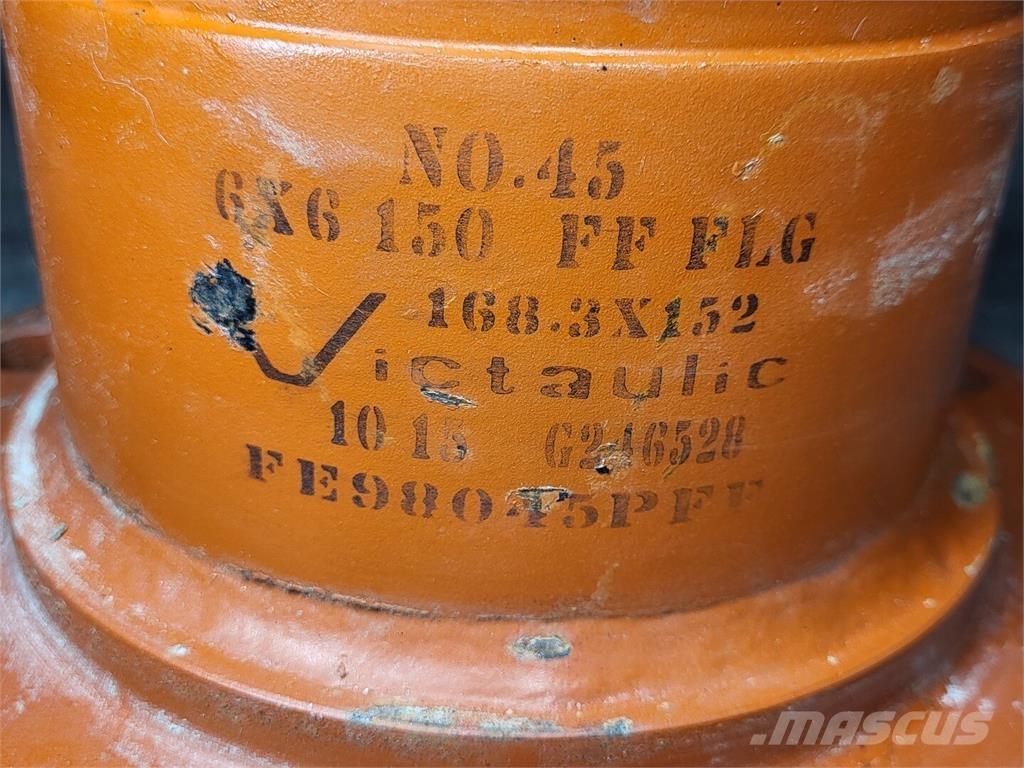 NO.45
6X6 150 FF FLG
168.3X152
Victaulic
10 15 G246528
FE98045PFF
MASCUS